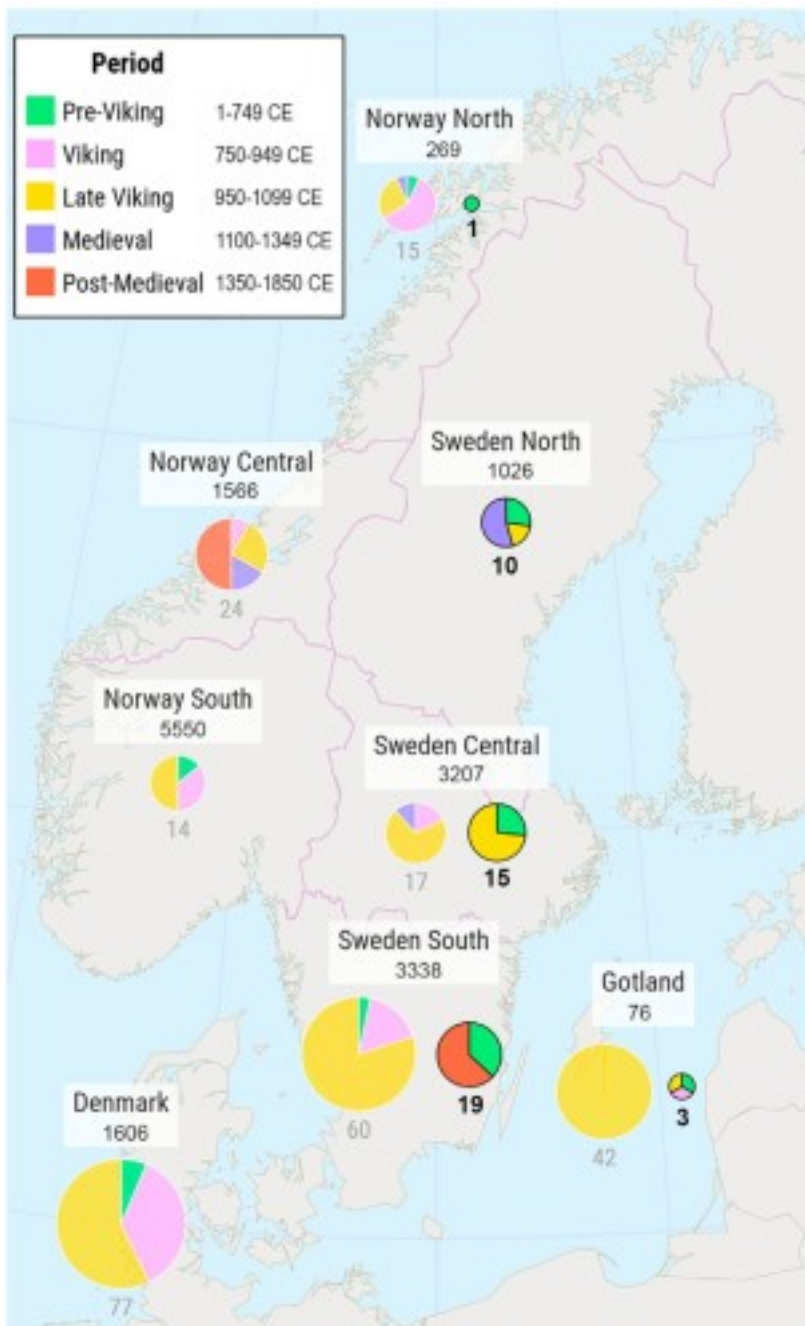 Period
Pre-Viking 1-749 CE
Viking 750-949 CE
Late Viking 950-1099 CE
Medieval 1100-1349 CE
Post-Medieval 1350-1850 CE
Norway North
269
15
1
Norway Central
1566
24
Sweden North
1026
10
Norway South
5550
14
Sweden Central
3207
17
15
Sweden South
3338
60
19
Gotland
76
42
3
Denmark
1606
77